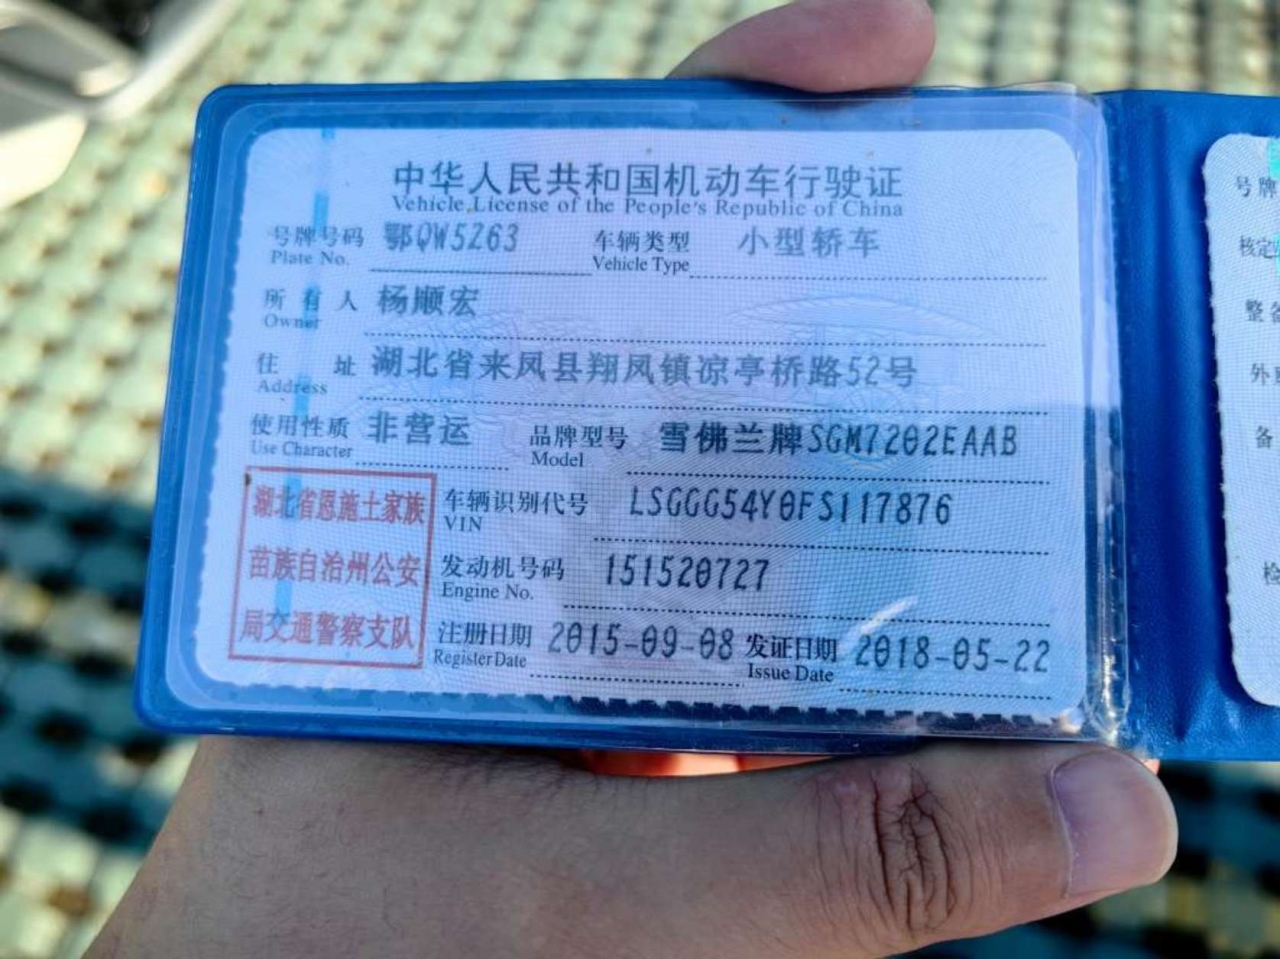 中华人民共和国机动车行驶证
Vehicle License of the People's Republic of China
号牌号码 鄂QW5Z63 车辆类型 小型轿车
Plate No. Vehicle Type
所有人 杨顺宏
Owner
住址 湖北省来凤县翔凤镇凉亭桥路52号
Address
使用性质 非营运 品牌型号 雪佛兰牌SGM7202EAAB
Use Character Model
湖北省恩施土家族
苗族自治州公安
局交通警察支队
车辆识别代号 LSGGG54Y0FS117876
VIN
发动机号码 151520727
Engine No.
注册日期 2015-09-08 发证日期 2018-05-22
Register Date Issue Date
号牌
核定
整备
外
备
检